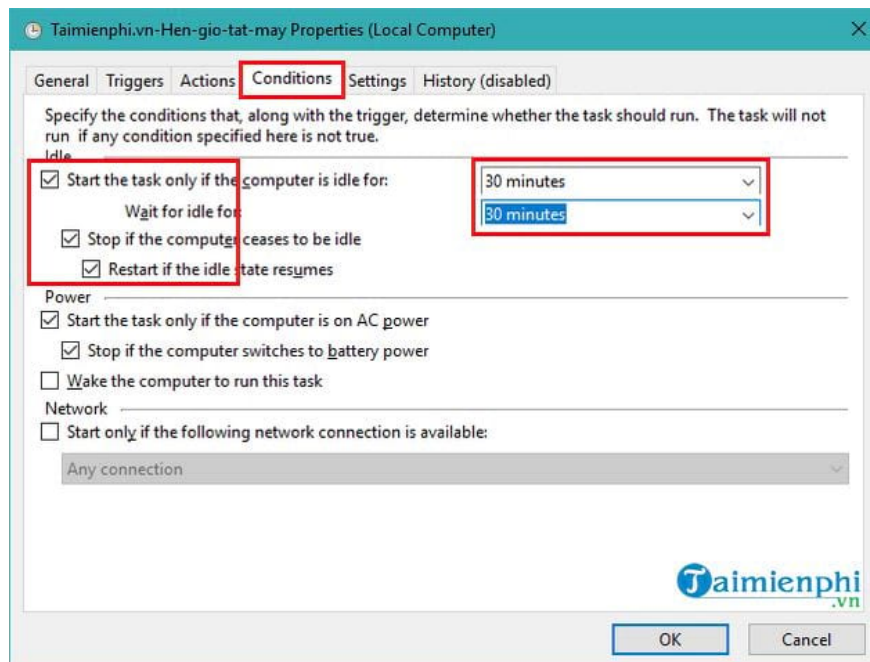 Taimienphi.vn-Hen-gio-tat-may Properties (Local Computer)
General Triggers Actions Conditions Settings History (disabled)
Specify the conditions that, along with the trigger, determine whether the task should run. The task will not
run if any condition specified here is not true.
Idle
Start the task only if the computer is idle for: 30 minutes
Wait for idle for: 30 minutes
Stop if the computer ceases to be idle
Restart if the idle state resumes
Power
Start the task only if the computer is on AC power
Stop if the computer switches to battery power
Wake the computer to run this task
Network
Start only if the following network connection is available:
Any connection
Taimienphi
.vn
OK Cancel